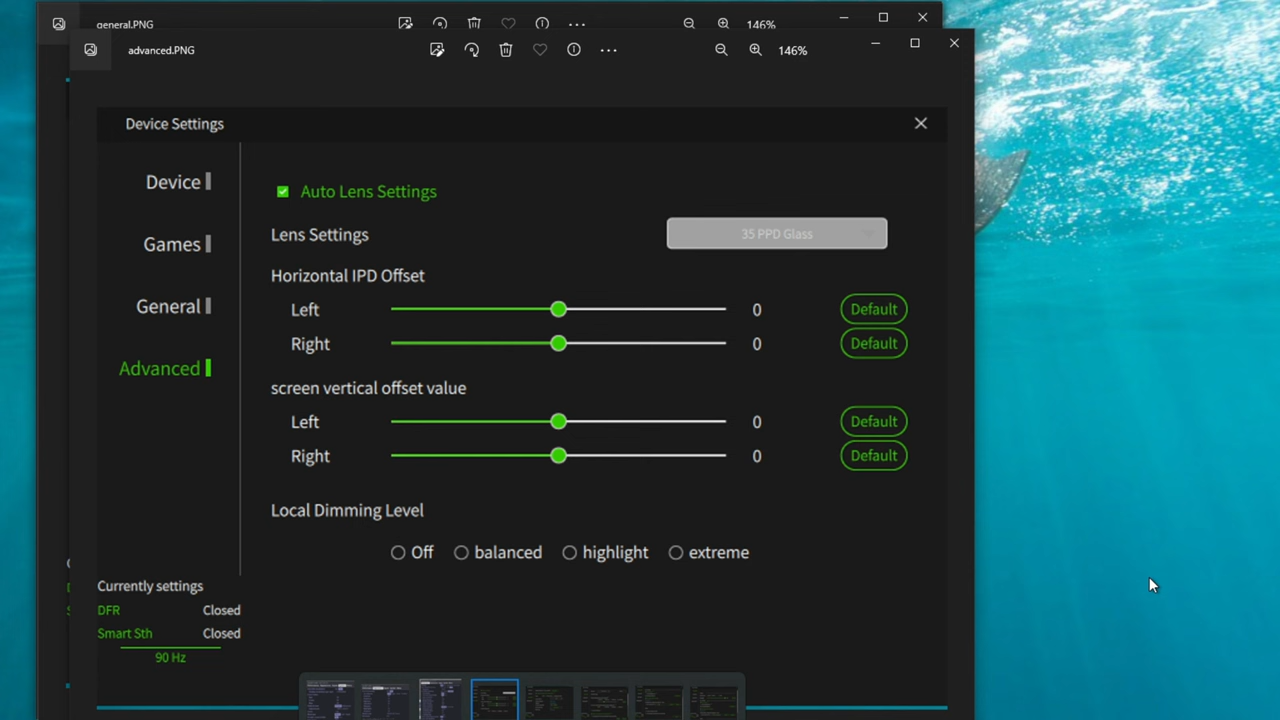 general.PNG
146%
advanced.PNG
146%
Device Settings
Device
Games
General
Advanced
Auto Lens Settings
Lens Settings
35 PPD Glass
Horizontal IPD Offset
Left
0
Default
Right
0
Default
screen vertical offset value
Left
0
Default
Right
0
Default
Local Dimming Level
Off balanced highlight extreme
Currently settings
DFR Closed
Smart Sth Closed
90 Hz